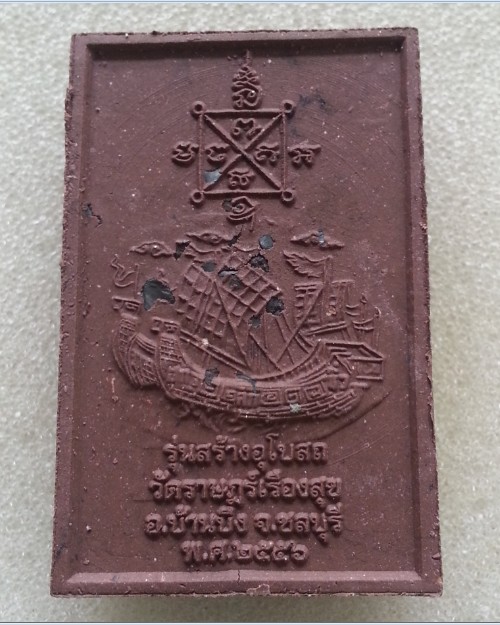 รุ่นสร้างอุโบสถ
วัดราษฎร์เรืองสุข
อ.บ้านบึง จ.ชลบุรี
พ.ศ.๒๕๕๖